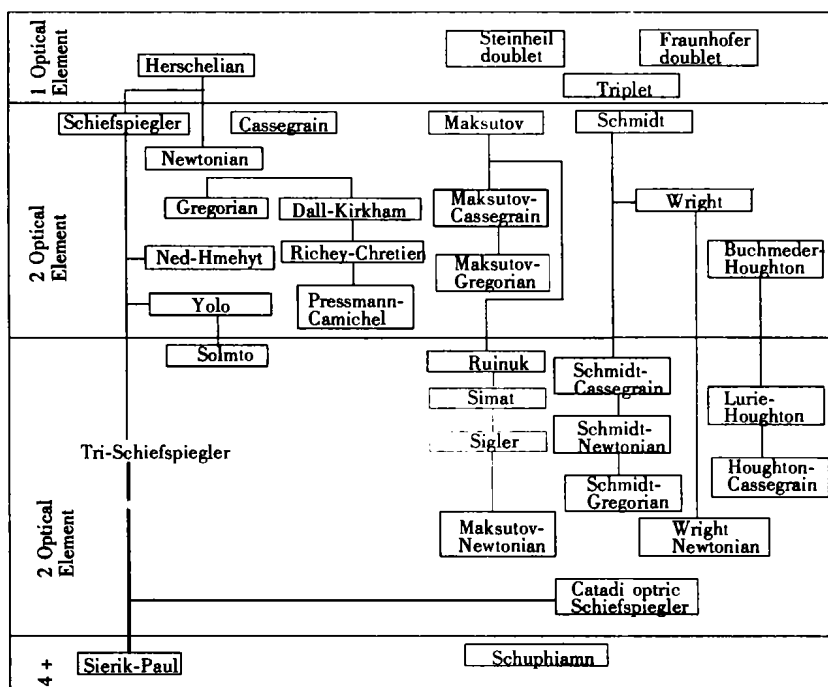 1 Optical
Element
Herschelian
Steinheil
doublet
Fraunhofer
doublet
Triplet
2 Optical
Element
Schiefspiegler
Cassegrain
Maksutov
Schmidt
Newtonian
Gregorian
Dall-Kirkham
Maksutov-
Cassegrain
Wright
Ned-Hmehyt
Richey-Chretien
Maksutov-
Gregorian
Buchmeder-
Houghton
Yolo
Pressmann-
Camichel
2 Optical
Element
Solmto
Ruinuk
Schmidt-
Cassegrain
Simat
Lurie-
Houghton
Tri-Schiefspiegler
Sigler
Schmidt-
Newtonian
Houghton-
Cassegrain
Schmidt-
Gregorian
Maksutov-
Newtonian
Wright
Newtonian
Catadi optric
Schiefspiegler
4 +
Sierik-Paul
Schuphiamn